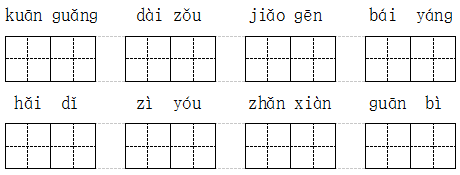 kuān guǎng dài zǒu jiǎo gēn bái yáng
hǎi dǐ zì yóu zhǎn xiàn guān bì